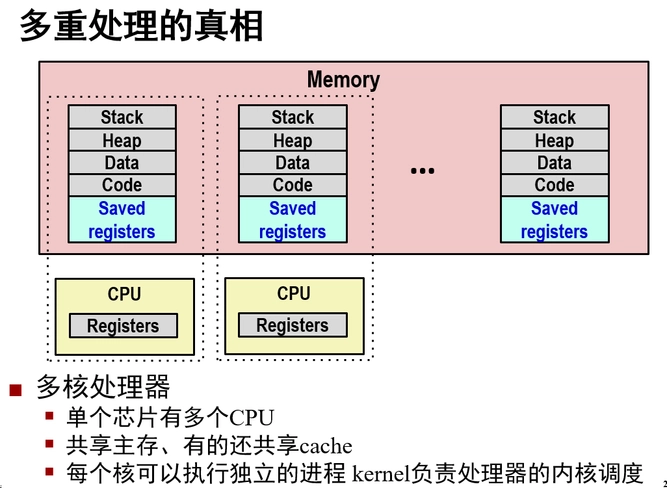 多重处理的真相
Memory
Stack
Heap
Data
Code
Saved
registers
Stack
Heap
Data
Code
Saved
registers
...
Stack
Heap
Data
Code
Saved
registers
CPU
Registers
CPU
Registers
多核处理器
单个芯片有多个CPU
共享主存、有的还共享cache
每个核可以执行独立的进程 kernel负责处理器的内核调度